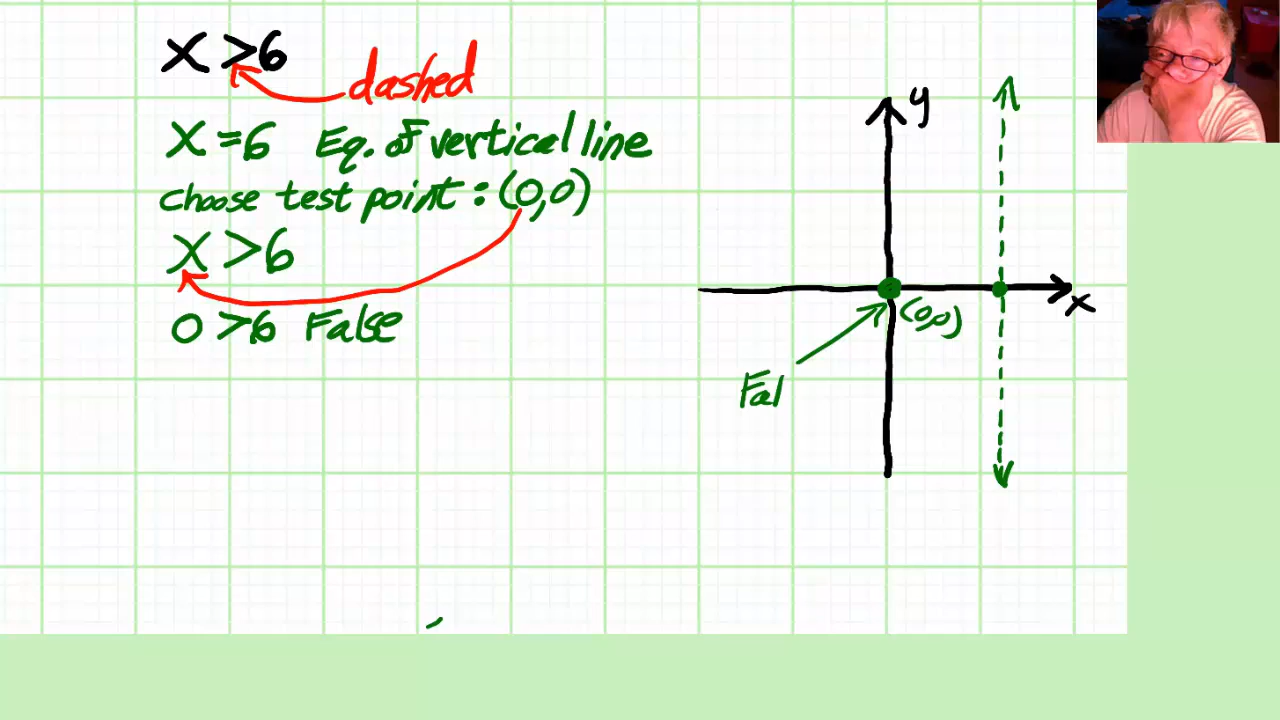 X > 6
dashed
X = 6 Eq. of vertical line
choose test point : (0,0)
X > 6
0 > 6 False
y
x
(0,0)
Fal